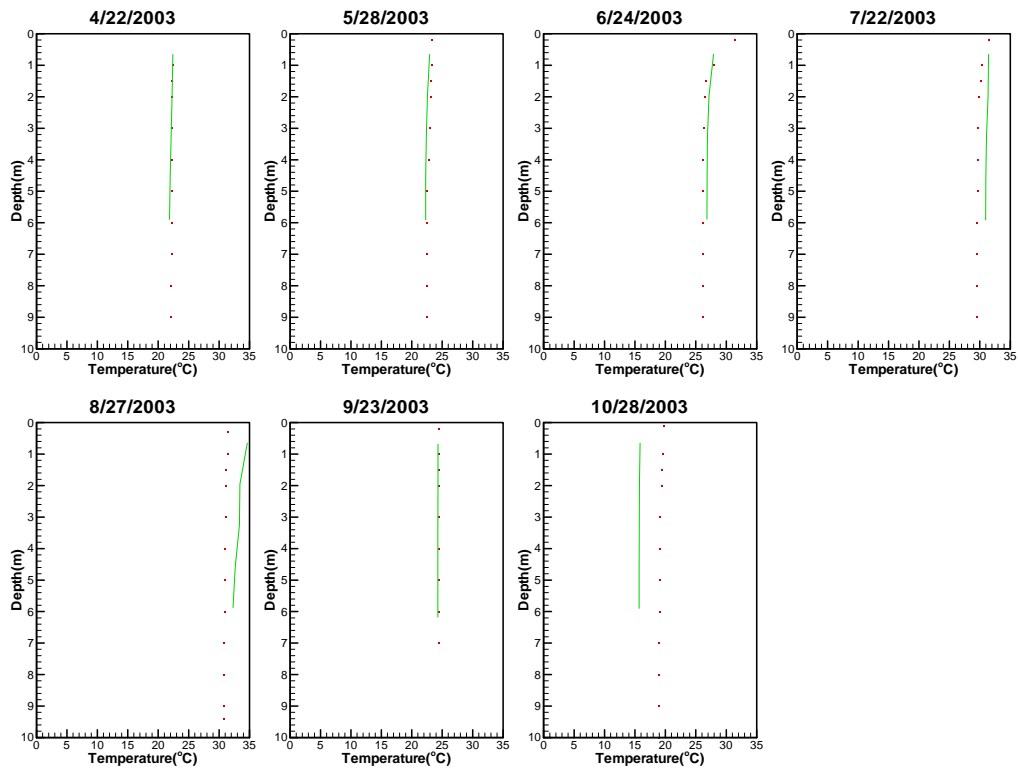 4/22/2003 5/28/2003 6/24/2003 7/22/2003
0 1 2 3 4 5 6 7 8 9 10
Depth(m)
0 5 10 15 20 25 30 35
Temperature(°C)
0 1 2 3 4 5 6 7 8 9 10
Depth(m)
0 5 10 15 20 25 30 35
Temperature(°C)
0 1 2 3 4 5 6 7 8 9 10
Depth(m)
0 5 10 15 20 25 30 35
Temperature(°C)
0 1 2 3 4 5 6 7 8 9 10
Depth(m)
0 5 10 15 20 25 30 35
Temperature(°C)
8/27/2003 9/23/2003 10/28/2003
0 1 2 3 4 5 6 7 8 9 10
Depth(m)
0 5 10 15 20 25 30 35
Temperature(°C)
0 1 2 3 4 5 6 7 8 9 10
Depth(m)
0 5 10 15 20 25 30 35
Temperature(°C)
0 1 2 3 4 5 6 7 8 9 10
Depth(m)
0 5 10 15 20 25 30 35
Temperature(°C)